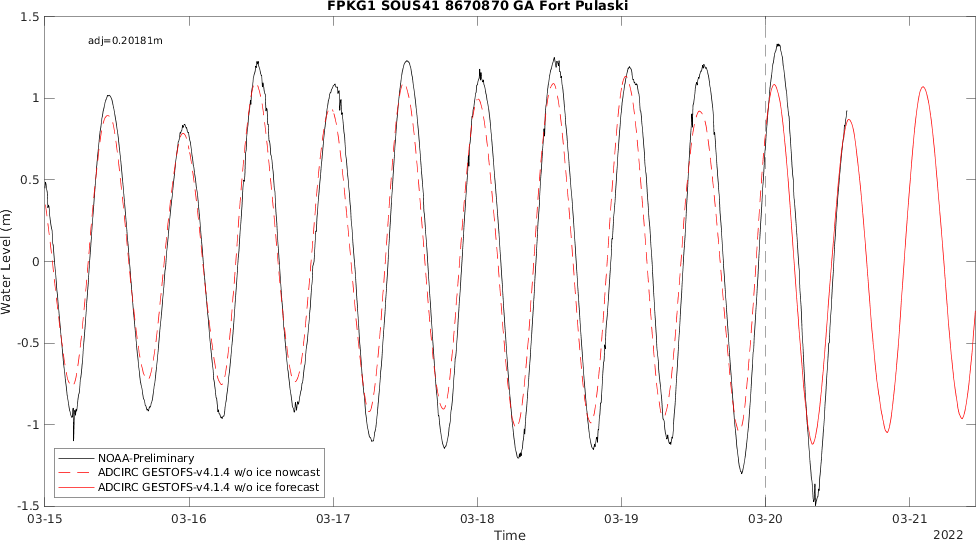 FPKG1 SOUS41 8670870 GA Fort Pulaski
adj=0.20181m
1.5
1
0.5
0
-0.5
-1
-1.5
Water Level (m)
NOAA-Preliminary
ADCIRC GESTOFS-v4.1.4 w/o ice nowcast
ADCIRC GESTOFS-v4.1.4 w/o ice forecast
03-15 03-16 03-17 03-18 03-19 03-20 03-21
Time
2022